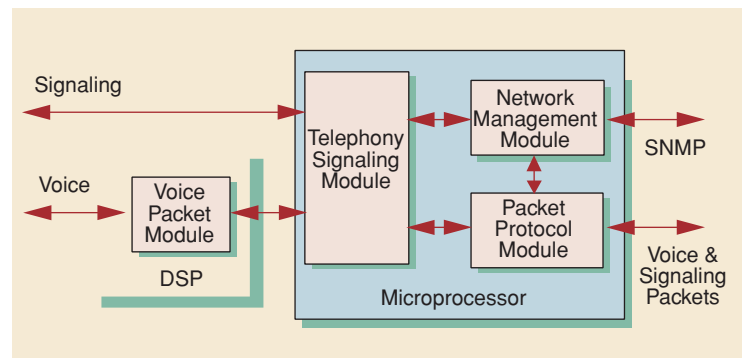 Signaling
Voice
Voice
Packet
Module
DSP
Telephony
Signaling
Module
Network
Management
Module
Packet
Protocol
Module
Microprocessor
SNMP
Voice &
Signaling
Packets